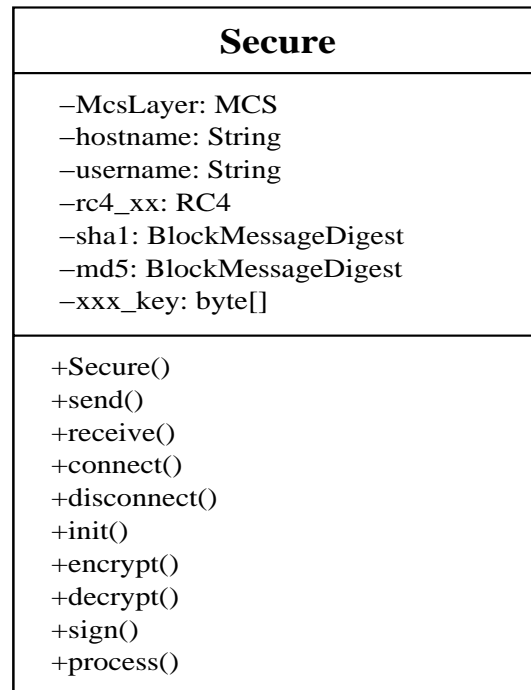 Secure
−McsLayer: MCS
−hostname: String
−username: String
−rc4_xx: RC4
−sha1: BlockMessageDigest
−md5: BlockMessageDigest
−xxx_key: byte[]
+Secure()
+send()
+receive()
+connect()
+disconnect()
+init()
+encrypt()
+decrypt()
+sign()
+process()